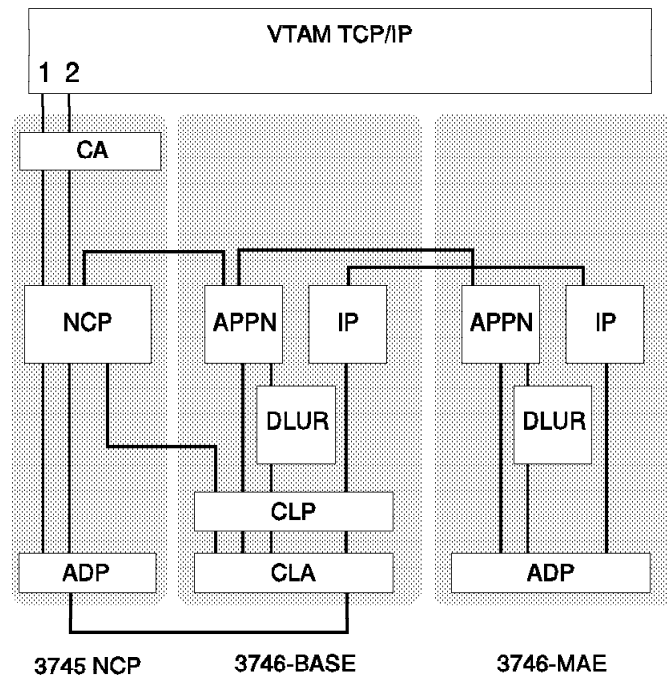 VTAM TCP/IP
1 2
CA
NCP
APPN
IP
APPN
IP
DLUR
DLUR
CLP
ADP
CLA
ADP
3745 NCP
3746-BASE
3746-MAE